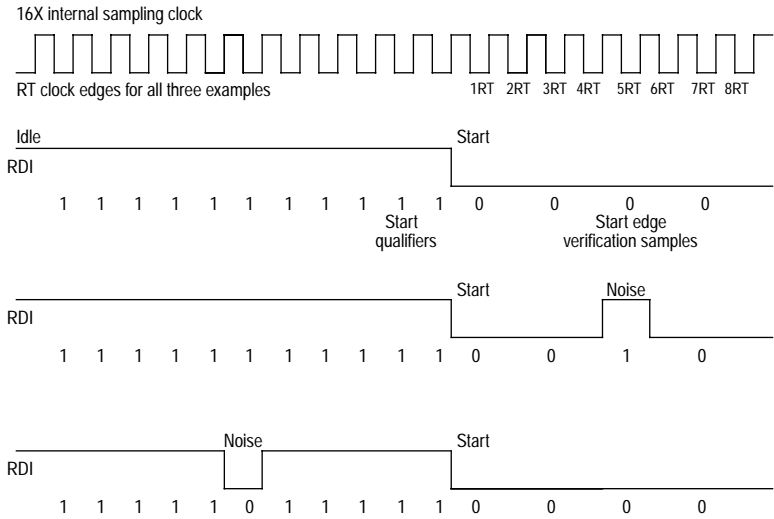 16X internal sampling clock
1RT 2RT 3RT 4RT 5RT 6RT 7RT 8RT
RT clock edges for all three examples
Idle
Start
RDI
1 1 1 1 1 1 1 1 1 1 1 0 0 0 0
Start
qualifiers
Start edge
verification samples
Start
Noise
RDI
1 1 1 1 1 1 1 1 1 1 1 0 0 1 0
Noise
Start
RDI
1 1 1 1 1 0 1 1 1 1 1 0 0 0 0